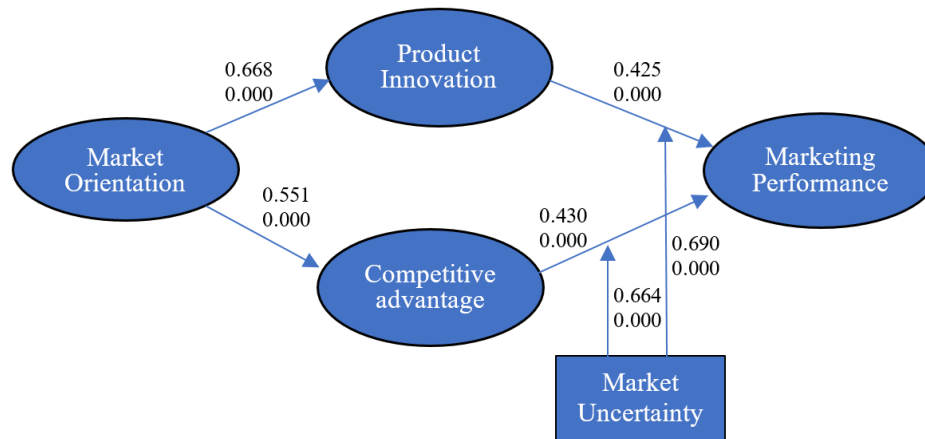 Product
Innovation
0.668
0.000
0.425
0.000
Market
Orientation
Marketing
Performance
0.551
0.000
0.430
0.000
Competitive
advantage
0.690
0.000
0.664
0.000
Market
Uncertainty